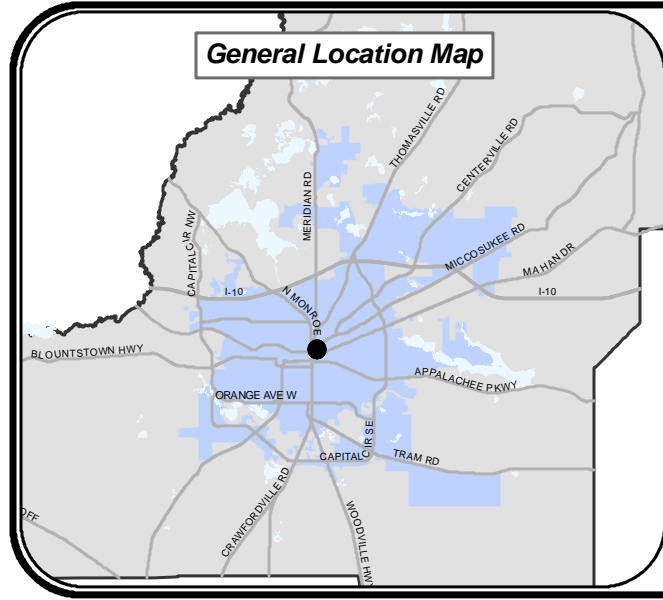 General Location Map
THOMASVILLE RD
CENTERVILLE RD
MERIDIAN RD
CAPITAL CIR NW
MICCOSUKEE RD
MAHAN DR
I-10
N MONROE
I-10
BLOUNTSTOWN HWY
APPALACHEE PKWY
ORANGE AVE W
CAPITAL CIR SE
TRAM RD
CRAWFORDVILLE RD
WOODVILLE HWY
OFF